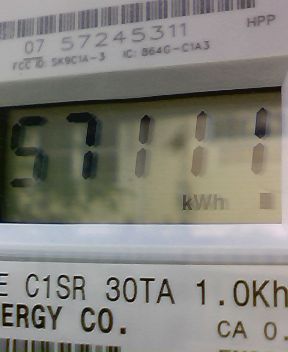 07 57245311
HPP
FCC ID: SK9C1A-3 IC: 864G-C1A3
57111
kWh
E C1SR 30TA 1.0Kh
ERGY CO.
CA 0.